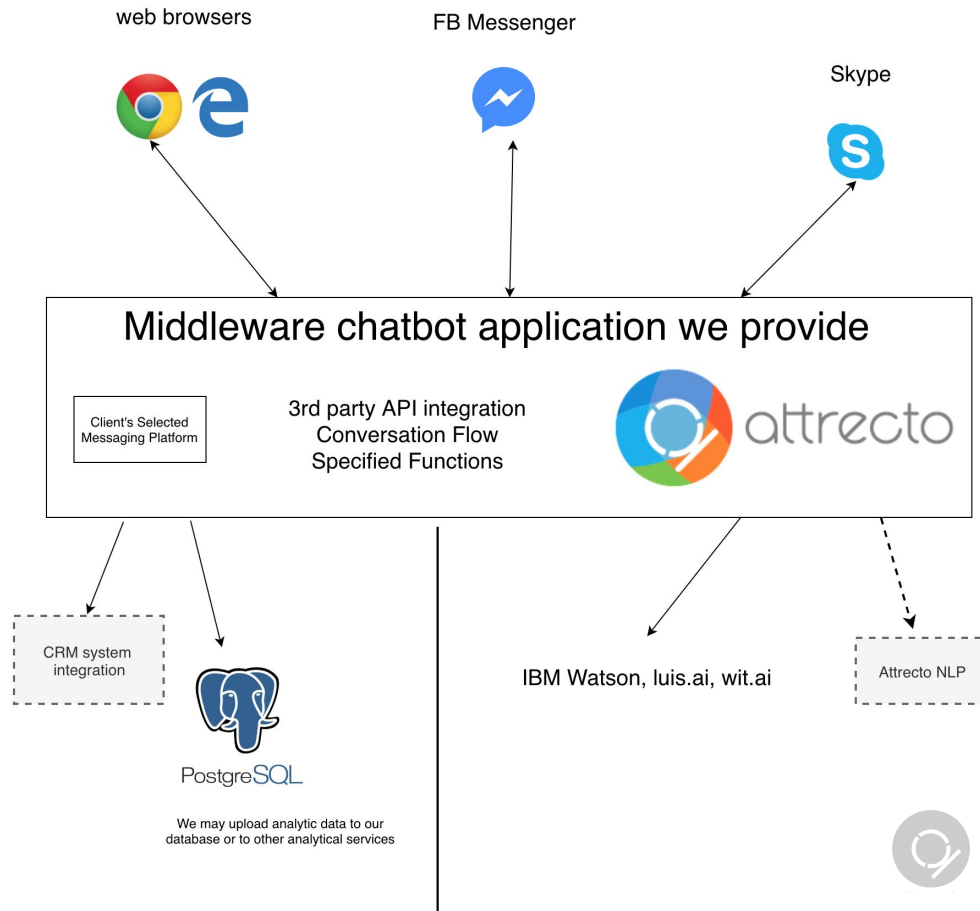 web browsers
FB Messenger
Skype
Middleware chatbot application we provide
Client's Selected
Messaging Platform
3rd party API integration
Conversation Flow
Specified Functions
attrecto
CRM system
integration
PostgreSQL
We may upload analytic data to our
database or to other analytical services
IBM Watson, luis.ai, wit.ai
Attrecto NLP